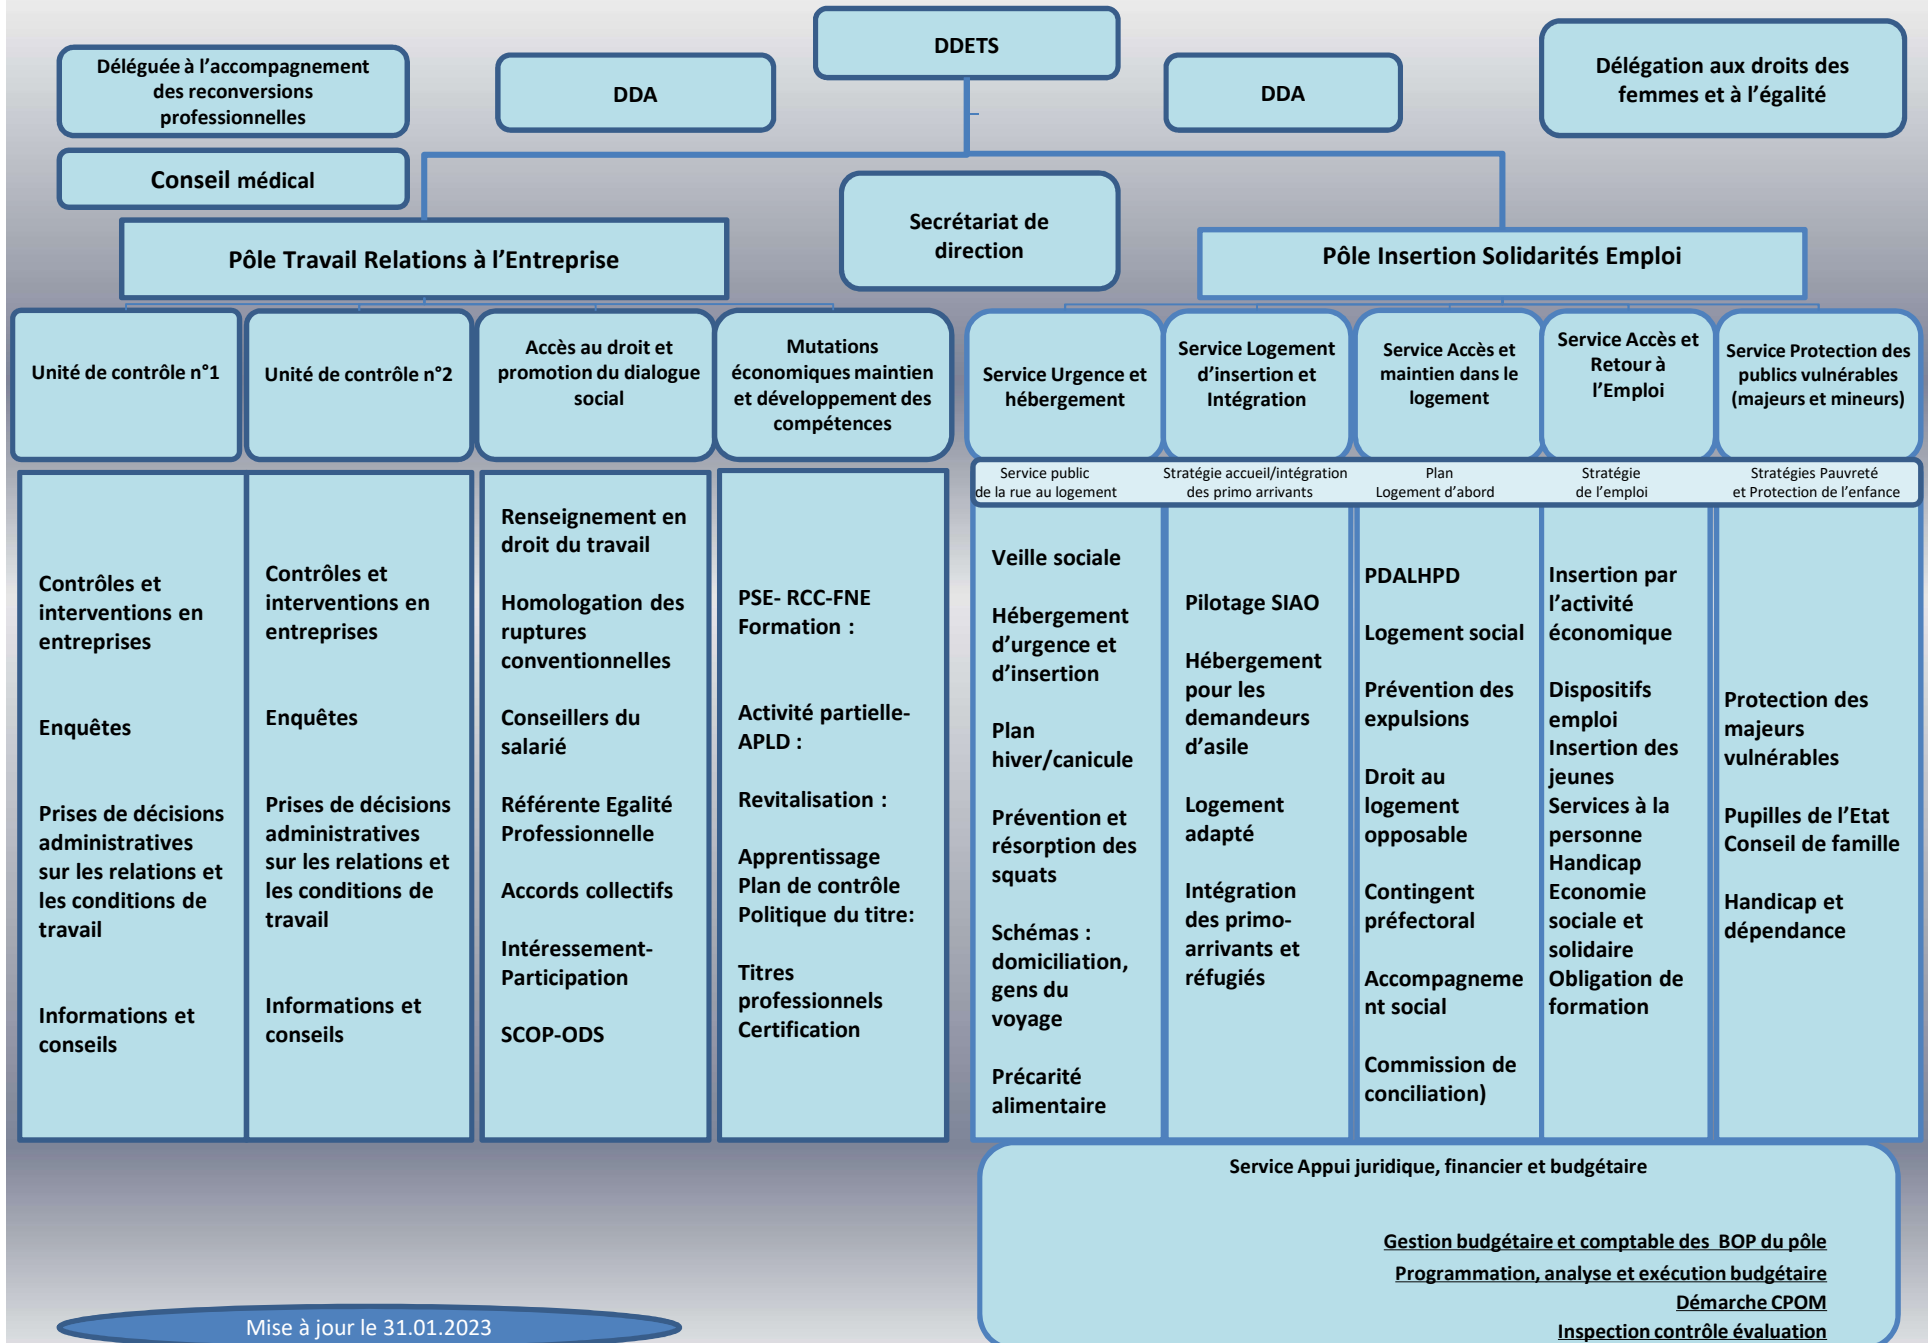 DDETS
Déléguée à l'accompagnement
des reconversions
professionnelles
DDA
DDA
Délégation aux droits des
femmes et à l'égalité
Conseil médical
Secrétariat de
direction
Pôle Travail Relations à l'Entreprise
Pôle Insertion Solidarités Emploi
Unité de contrôle n°1
Unité de contrôle n°2
Accès au droit et
promotion du dialogue
social
Mutations
économiques maintien
et développement des
compétences
Service Urgence et
hébergement
Service Logement
d'insertion et
Intégration
Service Accès et
maintien dans le
logement
Service Accès et
Retour à
l'Emploi
Service Protection des
publics vulnérables
(majeurs et mineurs)
Contrôles et
interventions en
entreprises
Enquêtes
Prises de décisions
administratives
sur les relations et
les conditions de
travail
Informations et
conseils
Contrôles et
interventions en
entreprises
Enquêtes
Prises de décisions
administratives
sur les relations et
les conditions de
travail
Informations et
conseils
Renseignement en
droit du travail
Homologation des
ruptures
conventionnelles
Conseillers du
salarié
Référente Egalité
Professionnelle
Accords collectifs
Intéressement-
Participation
SCOP-ODS
PSE- RCC-FNE
Formation :
Activité partielle-
APLD :
Revitalisation :
Apprentissage
Plan de contrôle
Politique du titre:
Titres
professionnels
Certification
Service public
de la rue au logement
Stratégie accueil/intégration
des primo arrivants
Plan
Logement d'abord
Stratégie
de l'emploi
Stratégies Pauvreté
et Protection de l'enfance
Veille sociale
Hébergement
d'urgence et
d'insertion
Plan
hiver/canicule
Prévention et
résorption des
squats
Schémas :
domiciliation,
gens du
voyage
Précarité
alimentaire
Pilotage SIAO
Hébergement
pour les
demandeurs
d'asile
Logement
adapté
Intégration
des primo-
arrivants et
réfugiés
PDALHPD
Logement social
Prévention des
expulsions
Droit au
logement
opposable
Contingent
préfectoral
Accompagneme
nt social
Commission de
conciliation)
Insertion par
l'activité
économique
Dispositifs
emploi
Insertion des
jeunes
Services à la
personne
Handicap
Economie
sociale et
solidaire
Obligation de
formation
Protection des
majeurs
vulnérables
Pupilles de l'Etat
Conseil de famille
Handicap et
dépendance
Service Appui juridique, financier et budgétaire
Gestion budgétaire et comptable des BOP du pôle
Programmation, analyse et exécution budgétaire
Démarche CPOM
Inspection contrôle évaluation
Mise à jour le 31.01.2023